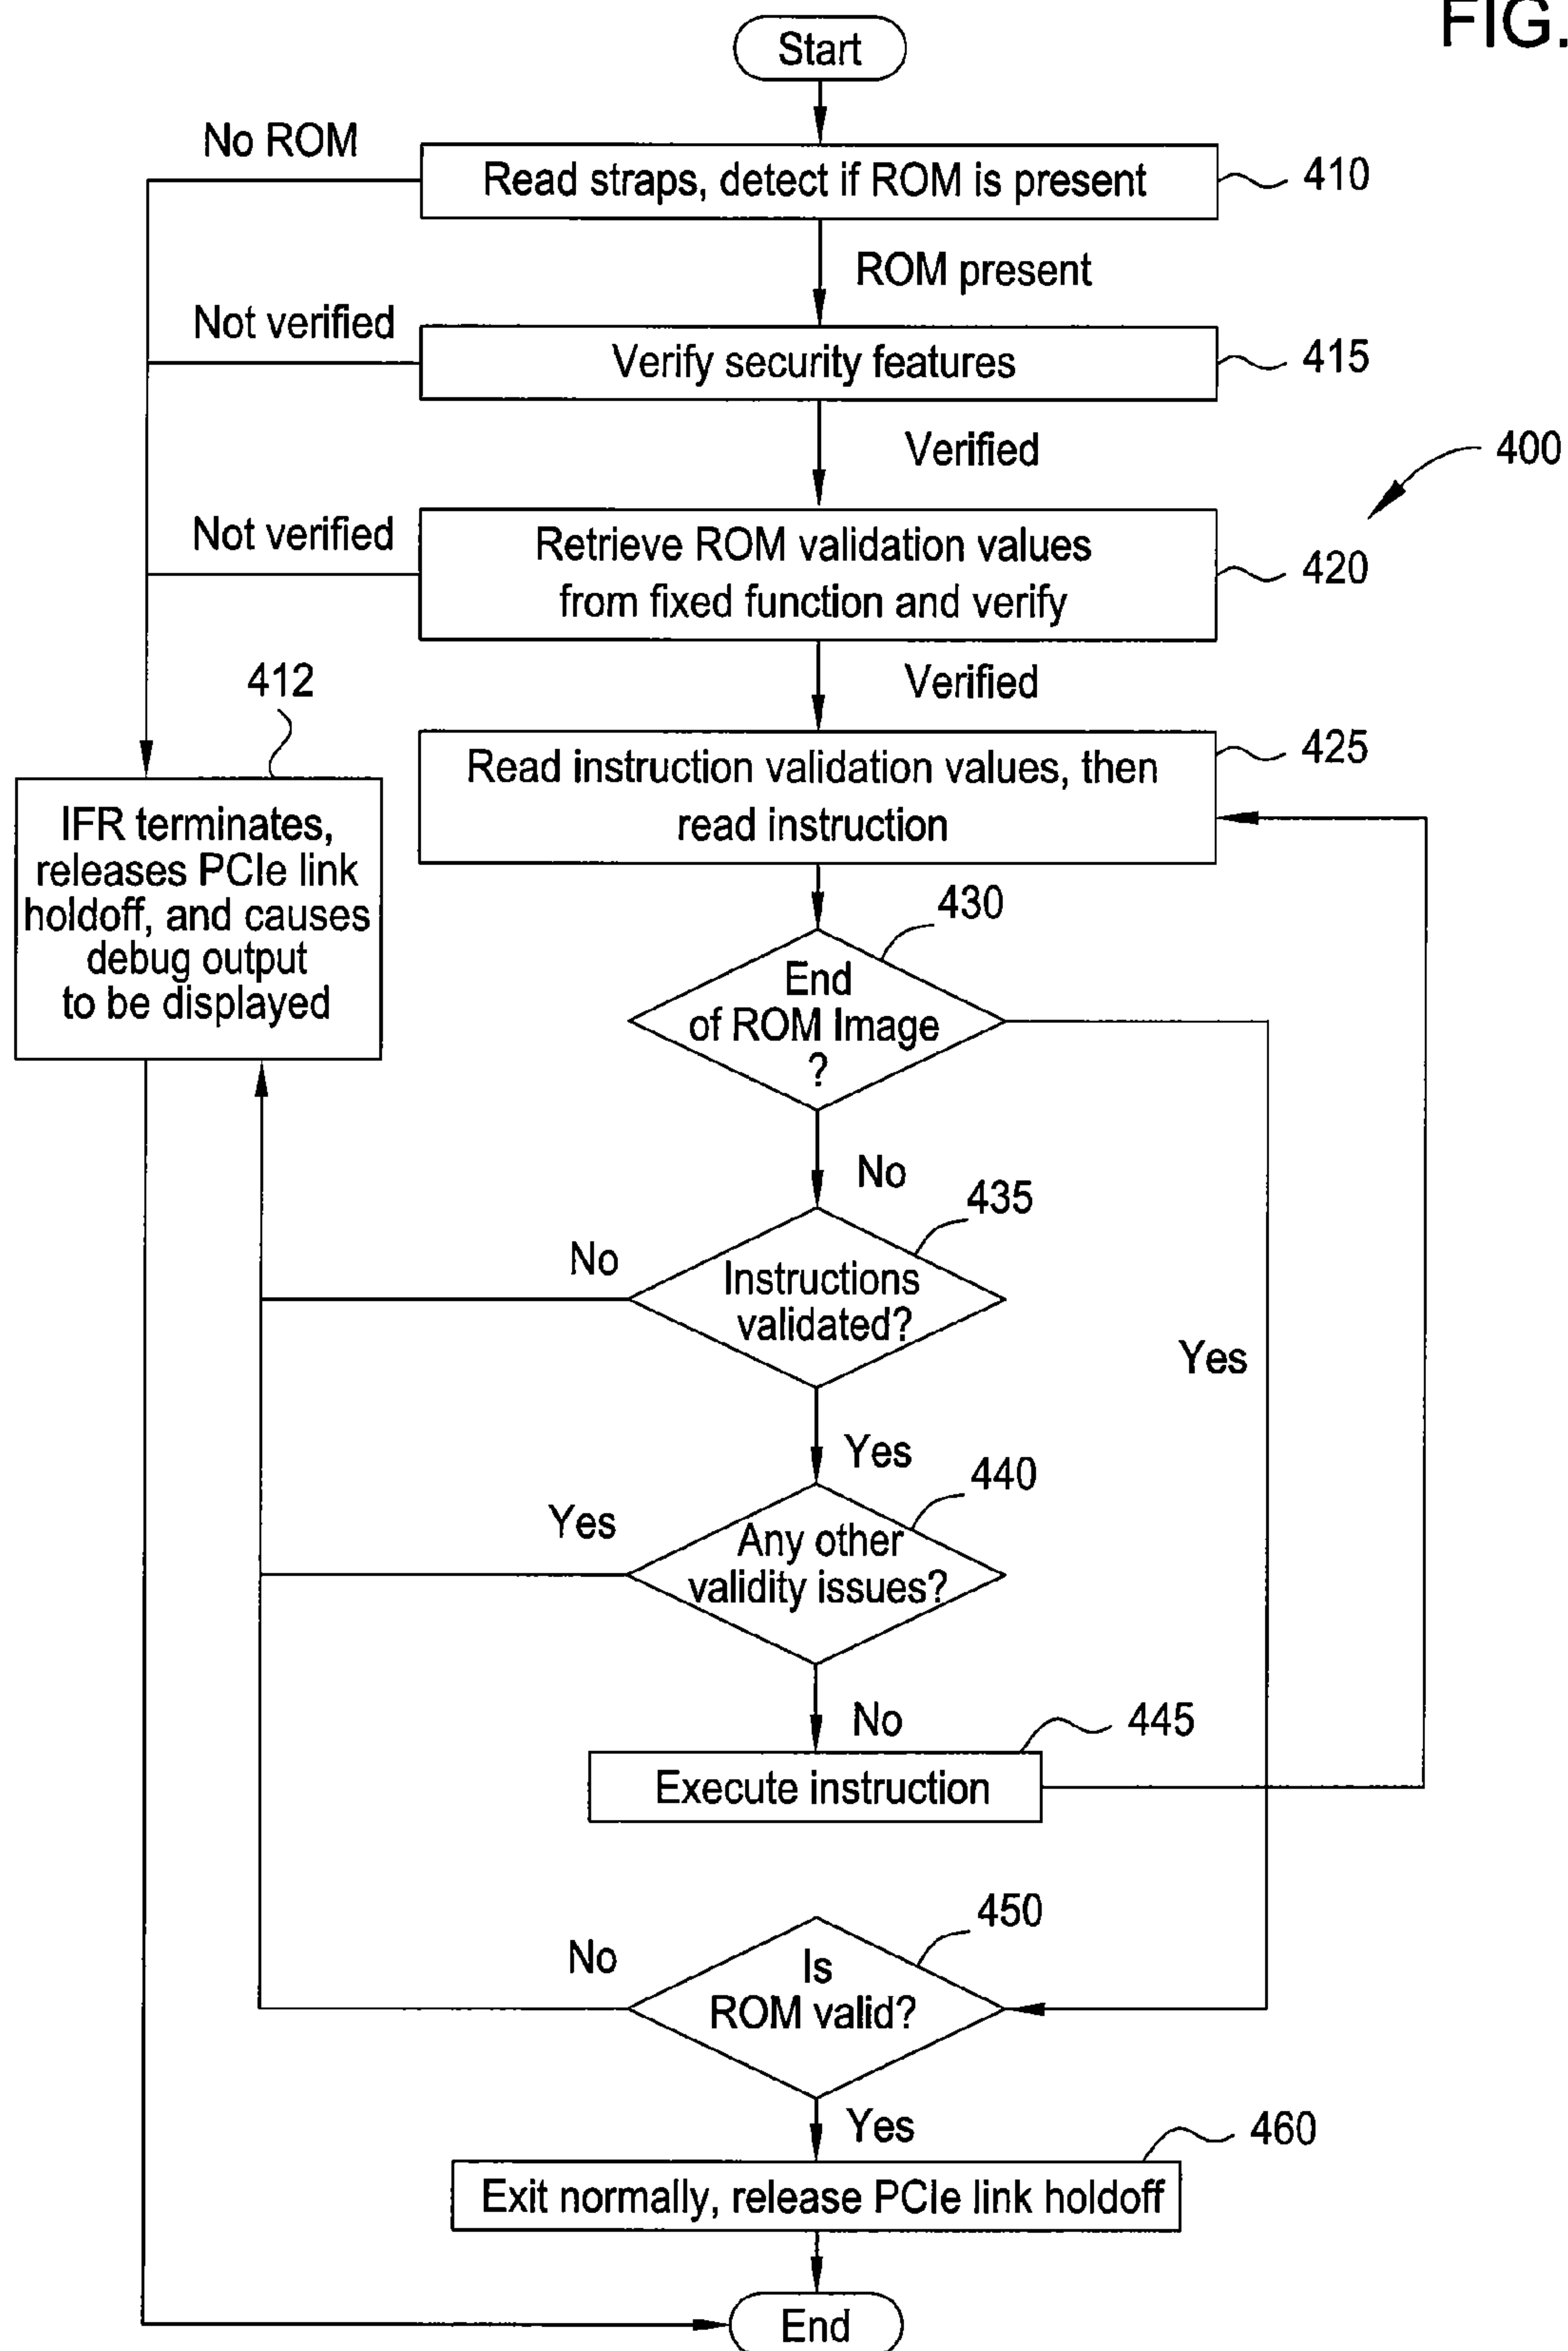 FIG.
Start
No ROM
Read straps, detect if ROM is present
410
ROM present
Not verified
Verify security features
415
Verified
400
Not verified
Retrieve ROM validation values
from fixed function and verify
420
Verified
412
Read instruction validation values, then
read instruction
425
IFR terminates,
releases PCIe link
holdoff, and causes
debug output
to be displayed
430
End
of ROM Image
?
No
435
No
Instructions
validated?
Yes
Yes
440
Yes
Any other
validity issues?
No
445
Execute instruction
450
No
Is
ROM valid?
Yes
460
Exit normally, release PCIe link holdoff
End